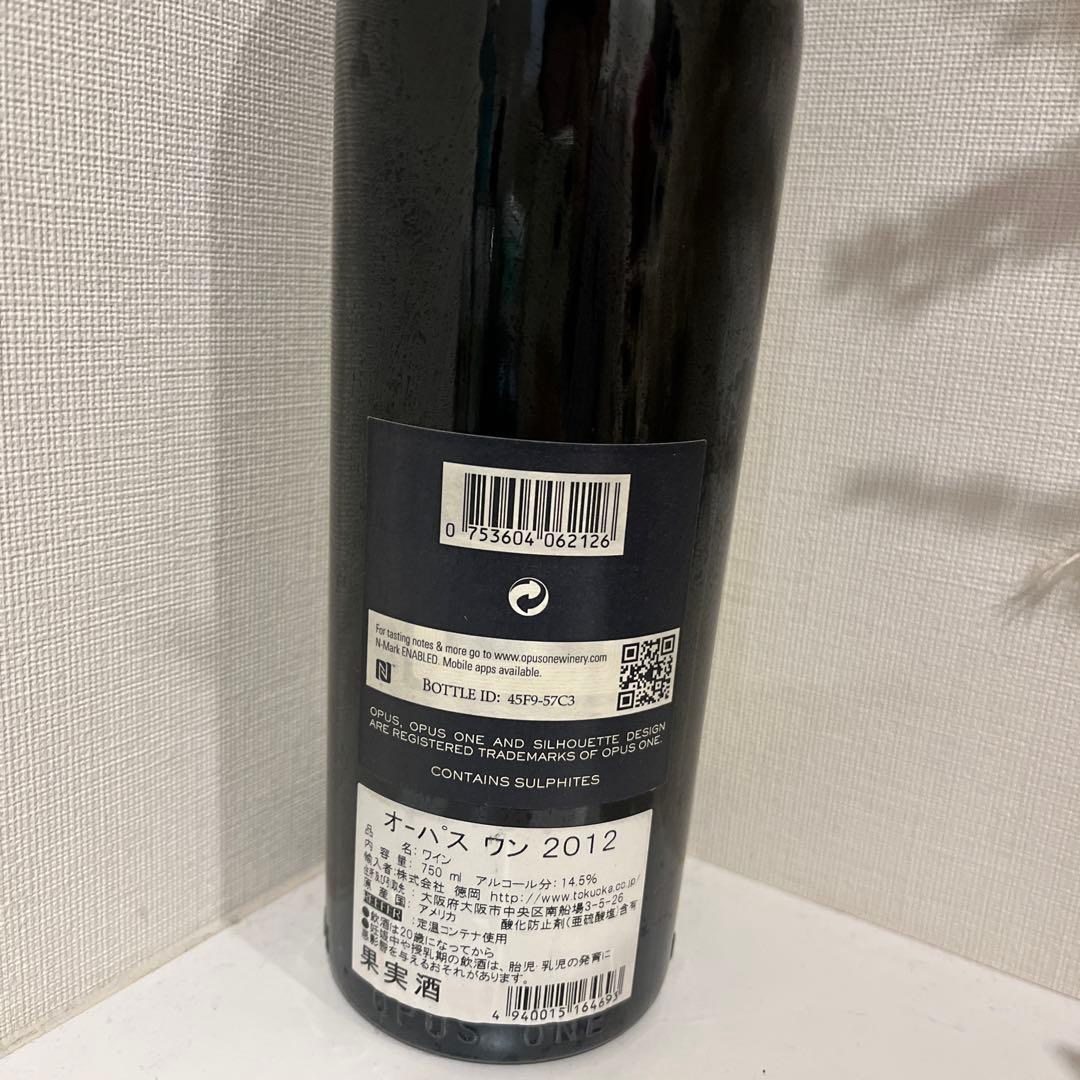 0 753604 062126
For tasting notes & more go to www.opusonewinery.com
N-Mark ENABLED. Mobile apps available.
BOTTLE ID: 45F9-57C3
OPUS, OPUS ONE AND SILHOUETTE DESIGN
ARE REGISTERED TRADEMARKS OF OPUS ONE.
CONTAINS SULPHITES
オーパス ワン 2012
品 名: ワイン
内 容 量: 750 ml アルコール分: 14.5%
輸入者: 株式会社 徳岡 http://www.tokuoka.co.jp/
住所及び引取先: 大阪府大阪市中央区南船場3-5-26
原 産 国: アメリカ 酸化防止剤(亜硫酸塩)含有
REEFER: 定温コンテナ使用
●飲酒は20歳になってから
●妊娠中や授乳期の飲酒は、胎児・乳児の発育に
悪影響を与えるおそれがあります。
果実酒
4 940015 164693
OPUS ONE